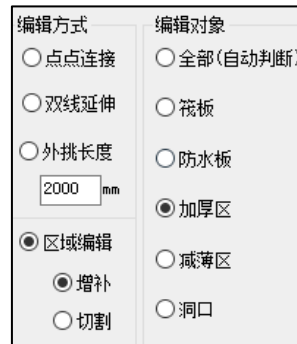 编辑方式
点点连接
双线延伸
外挑长度
2000 mm
区域编辑
增补
切割
编辑对象
全部(自动判断)
筏板
防水板
加厚区
减薄区
洞口